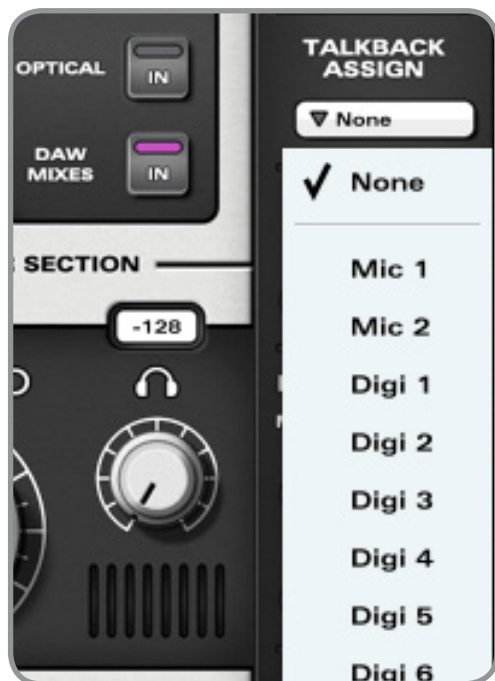 OPTICAL
IN
DAW
MIXES
IN
SECTION
-128
TALKBACK
ASSIGN
None
None
Mic 1
Mic 2
Digi 1
Digi 2
Digi 3
Digi 4
Digi 5
Digi 6